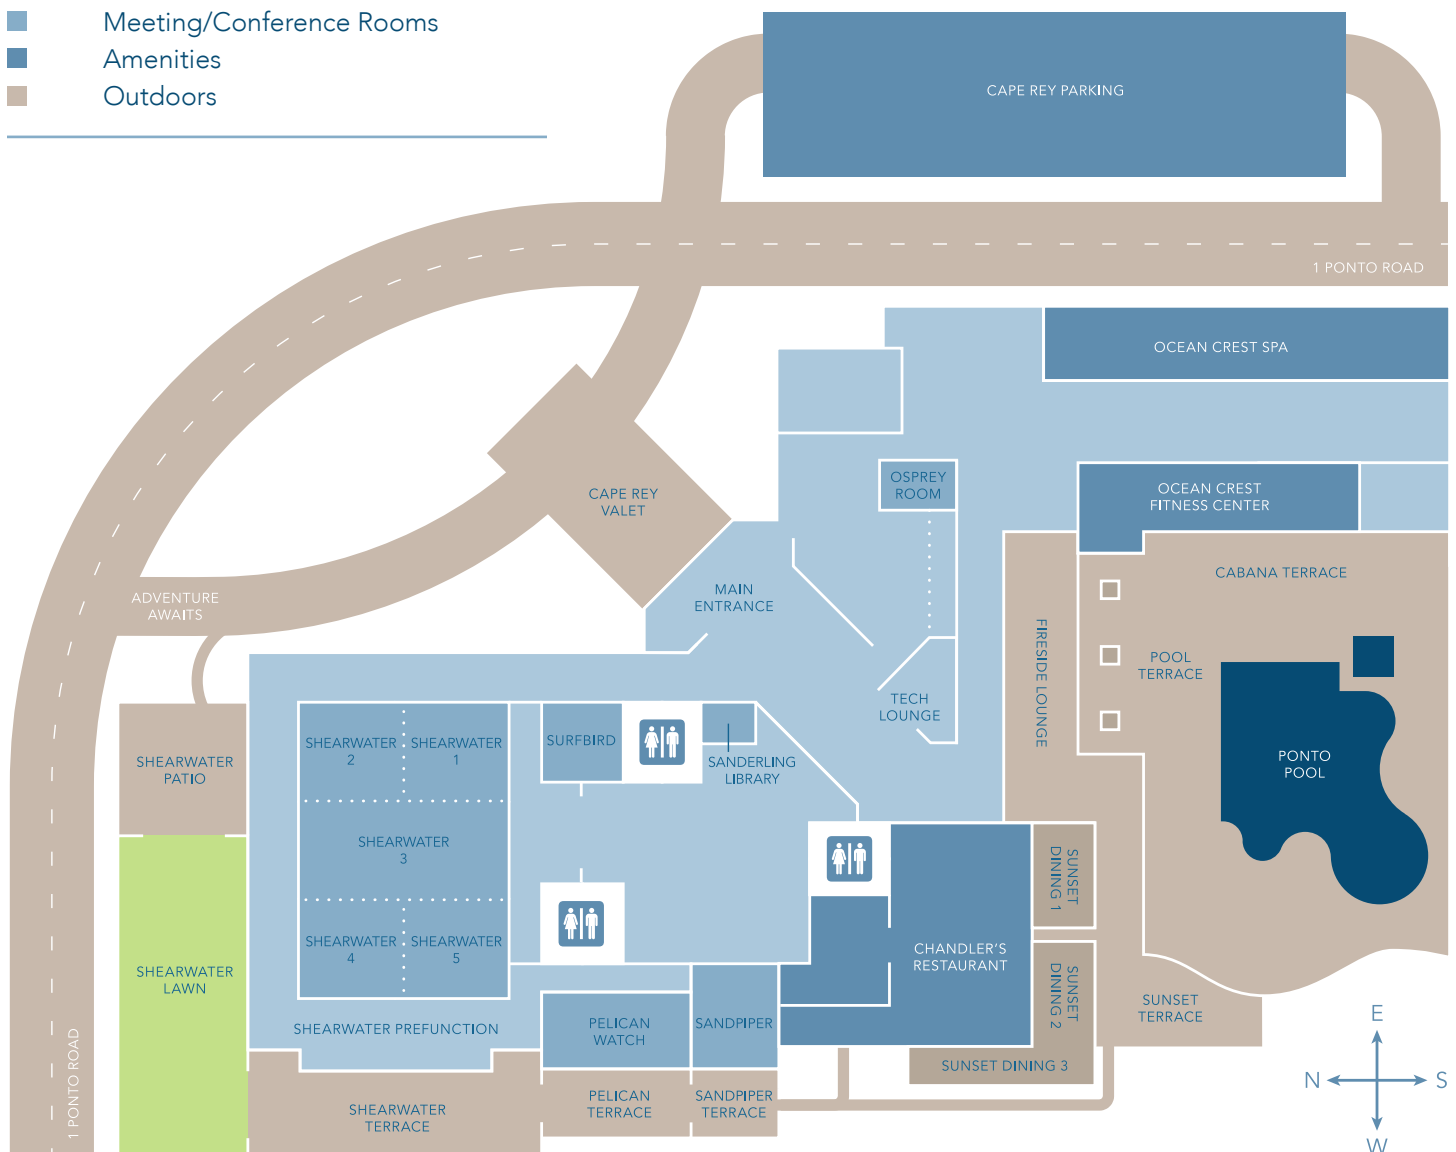 Meeting/Conference Rooms
Amenities
Outdoors
CAPE REY PARKING
1 PONTO ROAD
OCEAN CREST SPA
OSPREY
ROOM
OCEAN CREST
FITNESS CENTER
CAPE REY
VALET
CABANA TERRACE
ADVENTURE
AWAITS
MAIN
ENTRANCE
FIRESIDE LOUNGE
POOL
TERRACE
TECH
LOUNGE
SHEARWATER
2
SHEARWATER
1
SURFBIRD
SANDERLING
LIBRARY
SHEARWATER
PATIO
PONTO
POOL
SHEARWATER
3
SUNSET
DINING 1
SHEARWATER
4
SHEARWATER
5
CHANDLER'S
RESTAURANT
SHEARWATER
LAWN
SUNSET
DINING 2
SUNSET
TERRACE
SHEARWATER PREFUNCTION
PELICAN
WATCH
SANDPIPER
SUNSET DINING 3
1 PONTO ROAD
SHEARWATER
TERRACE
PELICAN
TERRACE
SANDPIPER
TERRACE
E
N
S
W